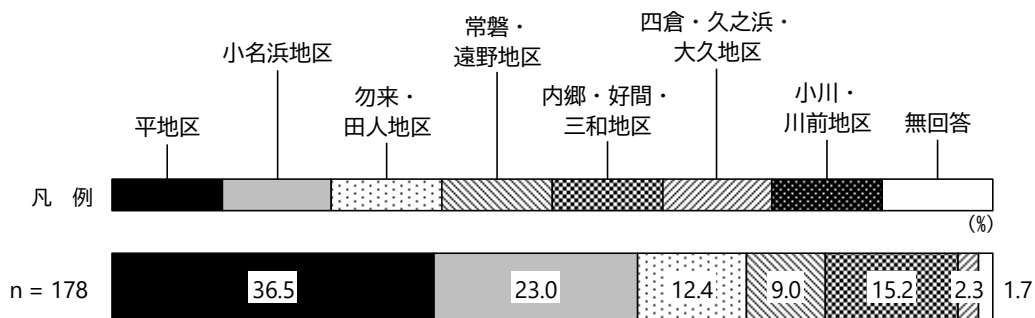 常磐・
遠野地区
四倉・久之浜・
大久地区
小名浜地区
勿来・
田人地区
内郷・好間・
三和地区
小川・
川前地区
平地区
無回答
凡 例
(%)
n = 178
36.5
23.0
12.4
9.0
15.2
2.3
1.7